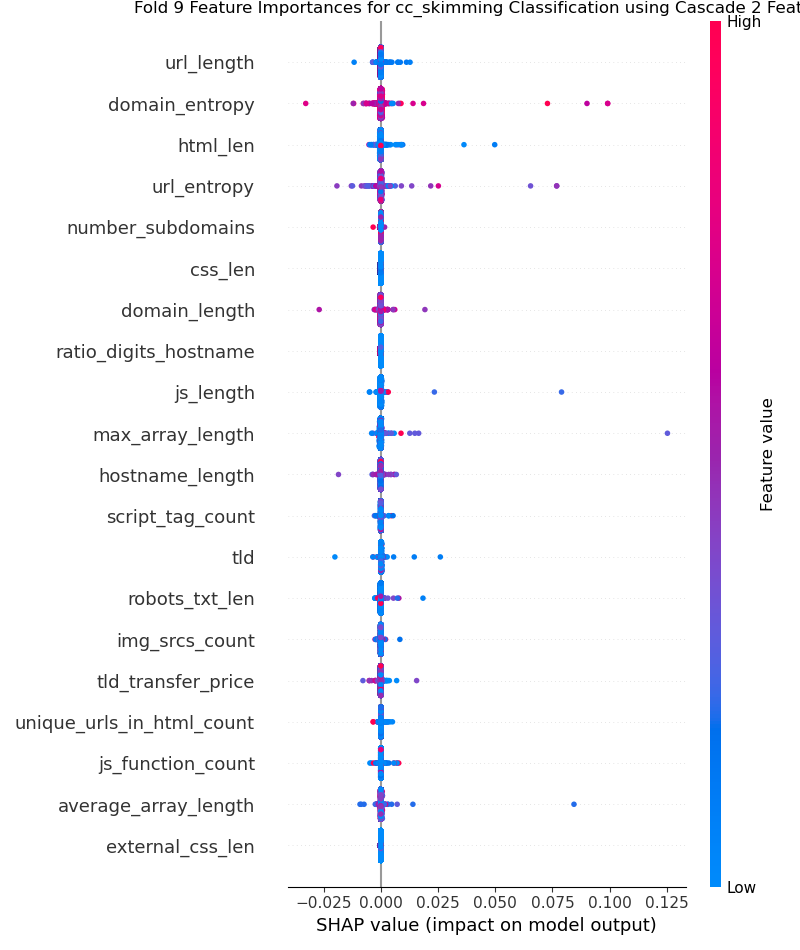 Fold 9 Feature Importances for cc_skimming Classification using Cascade 2 Feat
High
url_length
domain_entropy
html_len
url_entropy
number_subdomains
css_len
domain_length
ratio_digits_hostname
js_length
max_array_length
hostname_length
script_tag_count
tld
robots_txt_len
img_srcs_count
tld_transfer_price
unique_urls_in_html_count
js_function_count
average_array_length
external_css_len
Feature value
Low
−0.025 0.000 0.025 0.050 0.075 0.100 0.125
SHAP value (impact on model output)